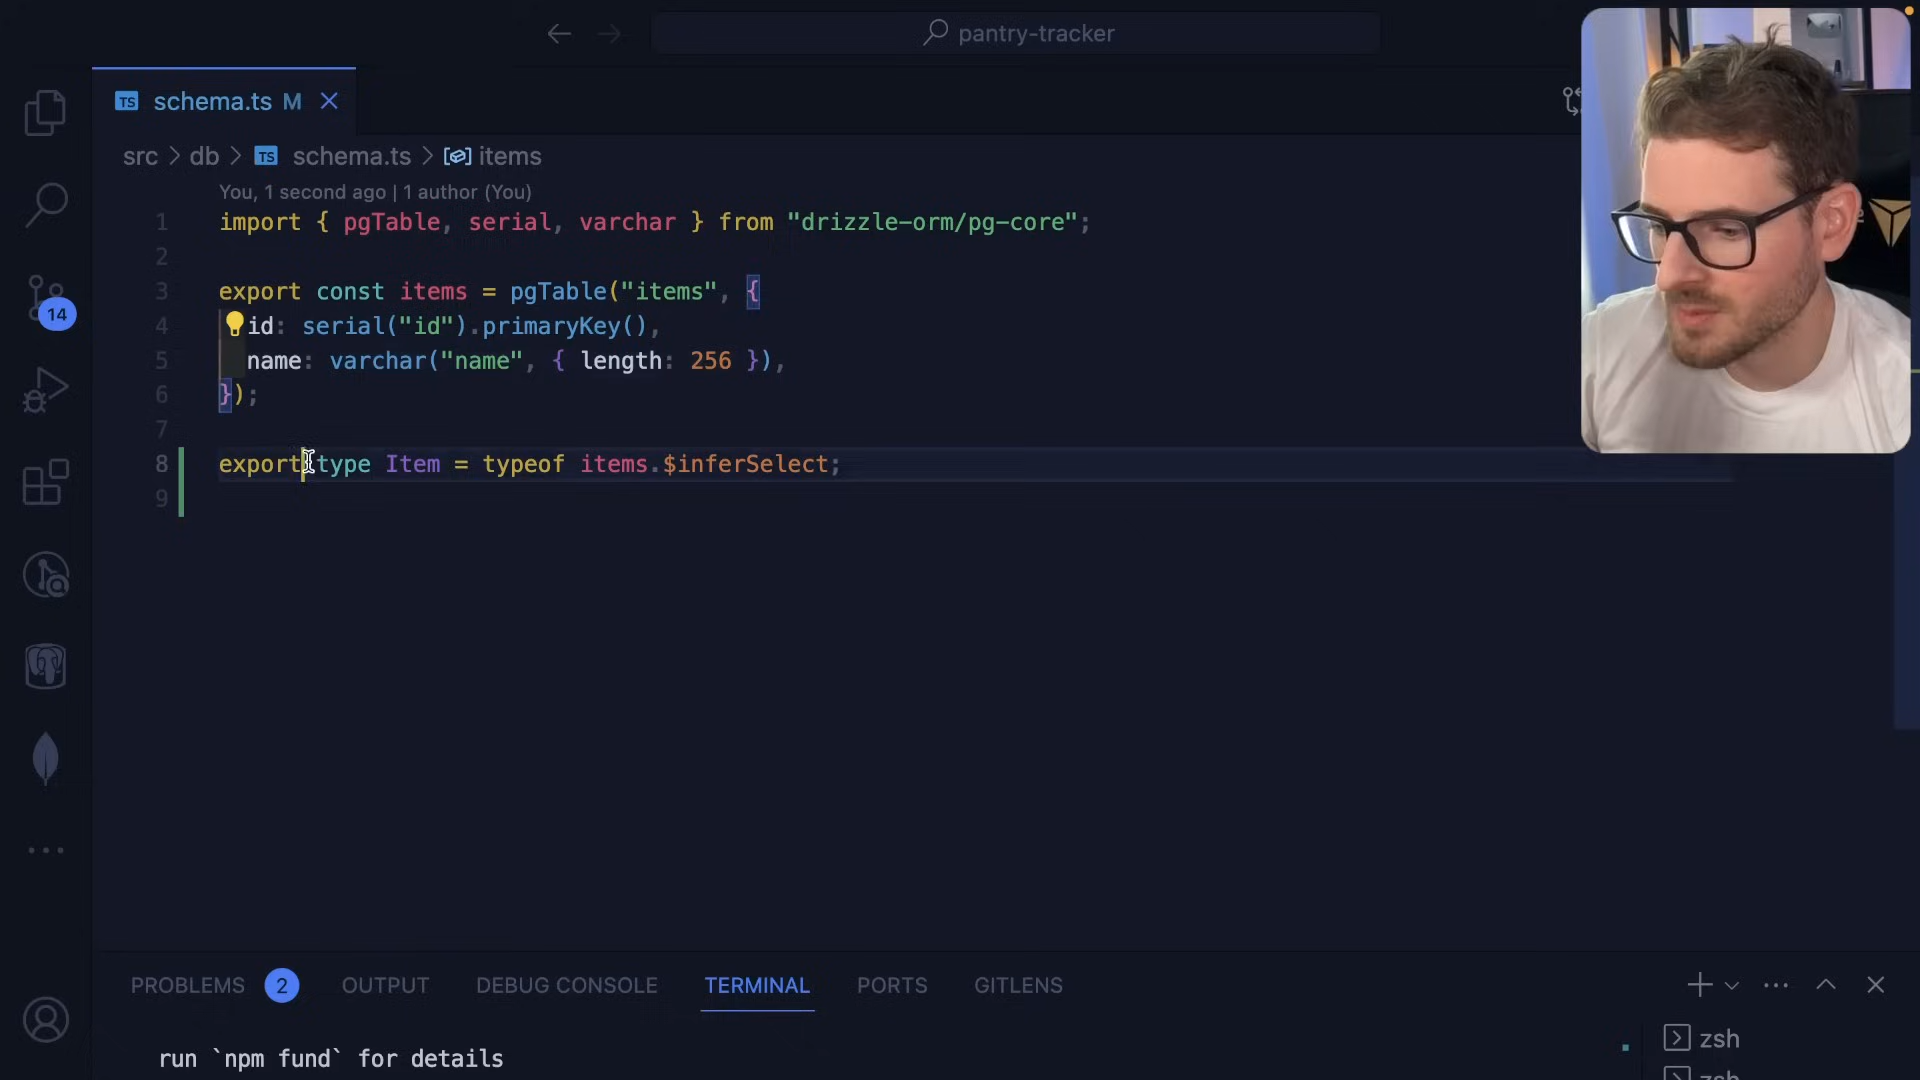 pantry-tracker
TS schema.ts M
src > db > TS schema.ts > items
You, 1 second ago | 1 author (You)
1 import { pgTable, serial, varchar } from "drizzle-orm/pg-core";
2
3 export const items = pgTable("items", {
4 id: serial("id").primaryKey(),
5 name: varchar("name", { length: 256 }),
6 });
7
8 export type Item = typeof items.$inferSelect;
9
14
PROBLEMS 2 OUTPUT DEBUG CONSOLE TERMINAL PORTS GITLENS
run `npm fund` for details
zsh